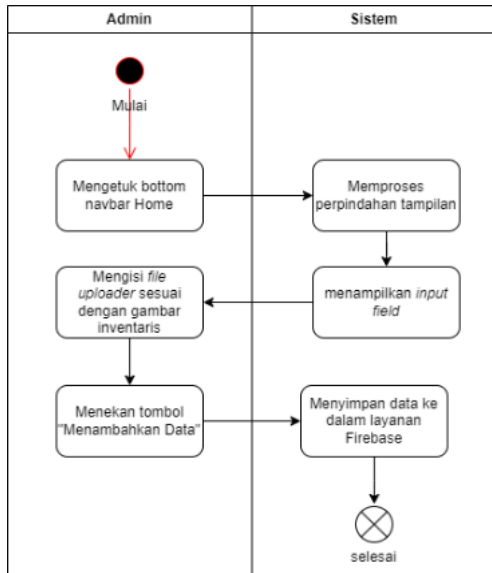 Admin
Sistem
Mulai
Mengetuk bottom
navbar Home
Memproses
perpindahan tampilan
Mengisi file
uploader sesuai
dengan gambar
inventaris
menampilkan input
field
Menekan tombol
"Menambahkan Data"
Menyimpan data ke
dalam layanan
Firebase
selesai